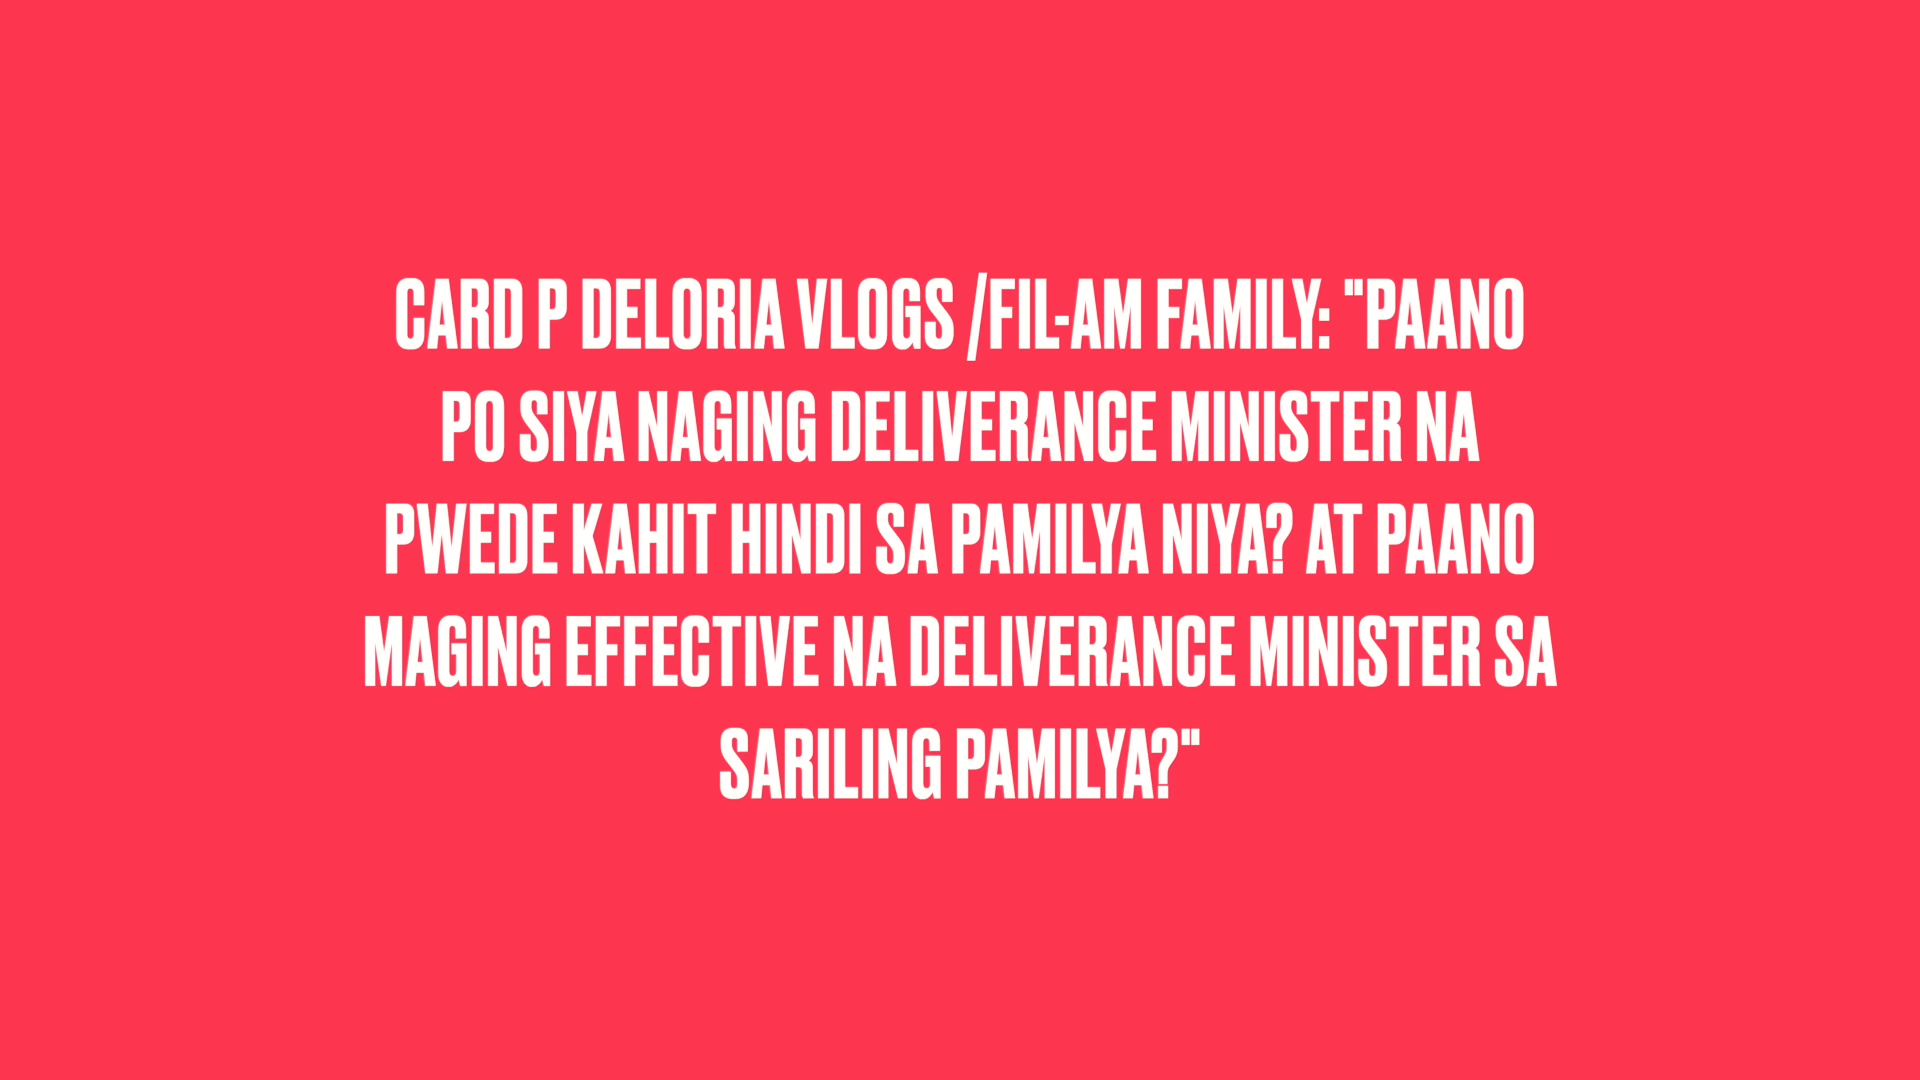 CARD P DELORIA VLOGS /FIL-AM FAMILY: "PAANO
PO SIYA NAGING DELIVERANCE MINISTER NA
PWEDE KAHIT HINDI SA PAMILYA NIYA? AT PAANO
MAGING EFFECTIVE NA DELIVERANCE MINISTER SA
SARILING PAMILYA?"